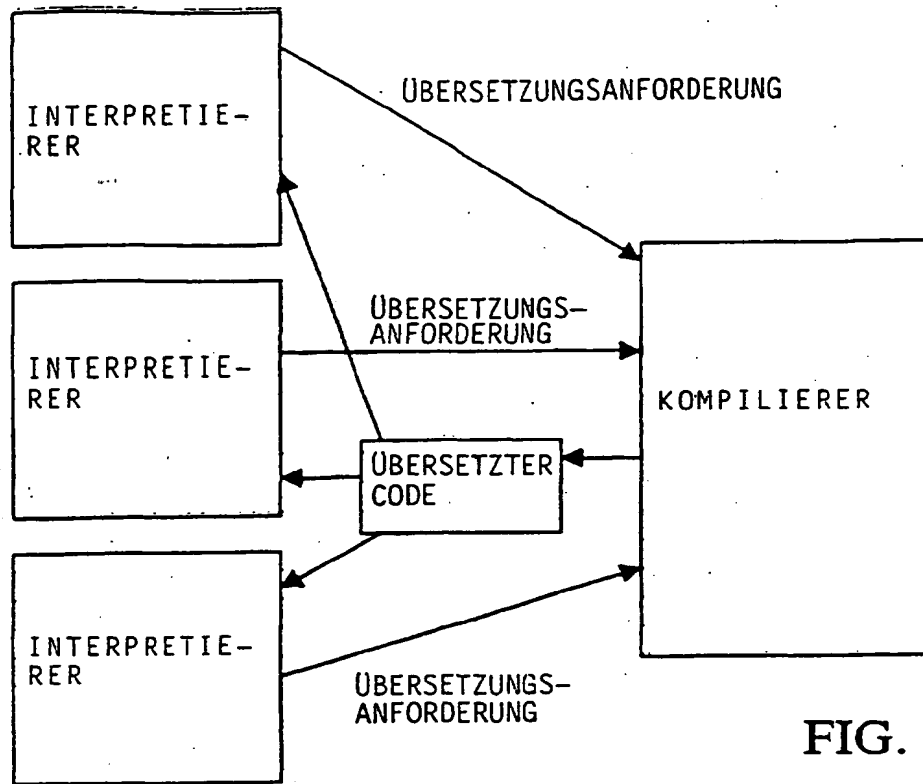 INTERPRETIE-
RER
ÜBERSETZUNGSANFORDERUNG
INTERPRETIE-
RER
ÜBERSETZUNGS-
ANFORDERUNG
KOMPILIERER
ÜBERSETZTER
CODE
INTERPRETIE-
RER
ÜBERSETZUNGS-
ANFORDERUNG
FIG.